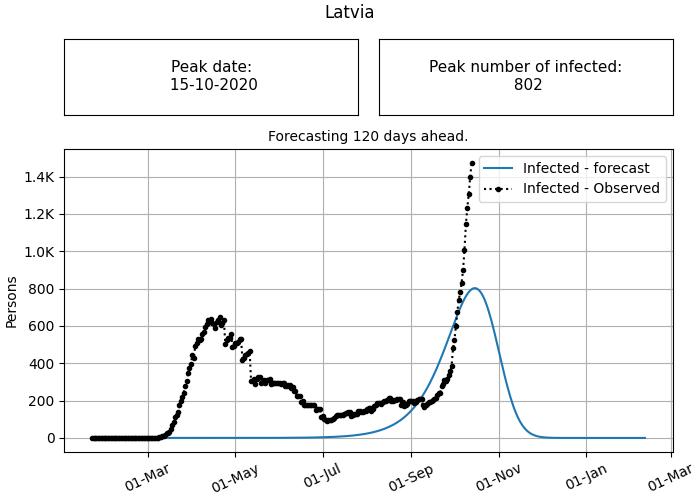 Latvia
Peak date:
15-10-2020
Peak number of infected:
802
Forecasting 120 days ahead.
Infected - forecast
Infected - Observed
1.4K
1.2K
1.0K
800
600
400
200
0
Persons
01-Mar
01-May
01-Jul
01-Sep
01-Nov
01-Jan
01-Mar